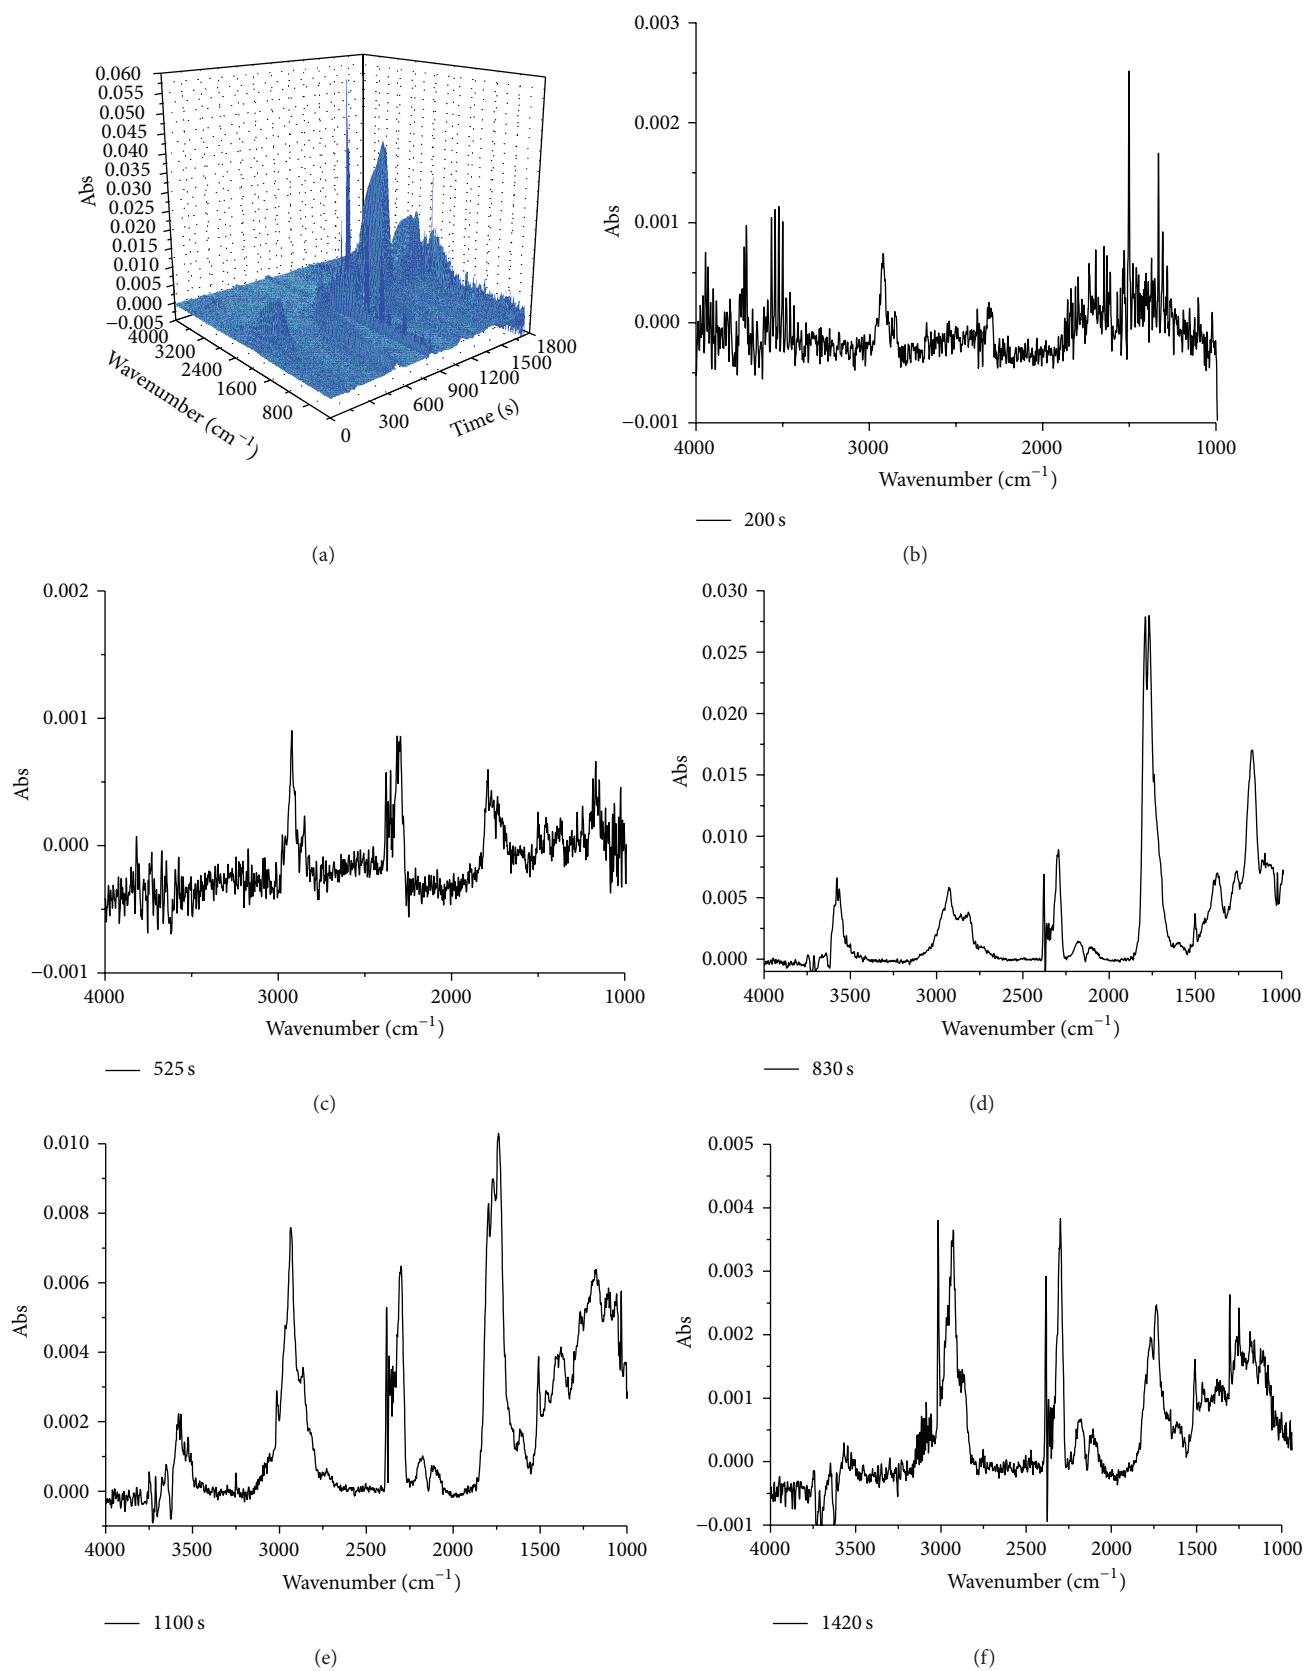 0.060
0.055
0.050
0.045
0.040
0.035
0.030
0.025
0.020
0.015
0.010
0.005
0.000
−0.005
Abs
4000
3200
2400
1600
800
Wavenumber (cm−1)
0
300
600
900
1200
1500
1800
Time (s)
(a)
0.003
0.002
0.001
0.000
−0.001
Abs
4000 3000 2000 1000
Wavenumber (cm−1)
200 s
(b)
0.002
0.001
0.000
−0.001
Abs
4000 3000 2000 1000
Wavenumber (cm−1)
525 s
(c)
0.030
0.025
0.020
0.015
0.010
0.005
0.000
Abs
4000 3500 3000 2500 2000 1500 1000
Wavenumber (cm−1)
830 s
(d)
0.010
0.008
0.006
0.004
0.002
0.000
Abs
4000 3500 3000 2500 2000 1500 1000
Wavenumber (cm−1)
1100 s
(e)
0.005
0.004
0.003
0.002
0.001
0.000
−0.001
Abs
4000 3500 3000 2500 2000 1500 1000
Wavenumber (cm−1)
1420 s
(f)